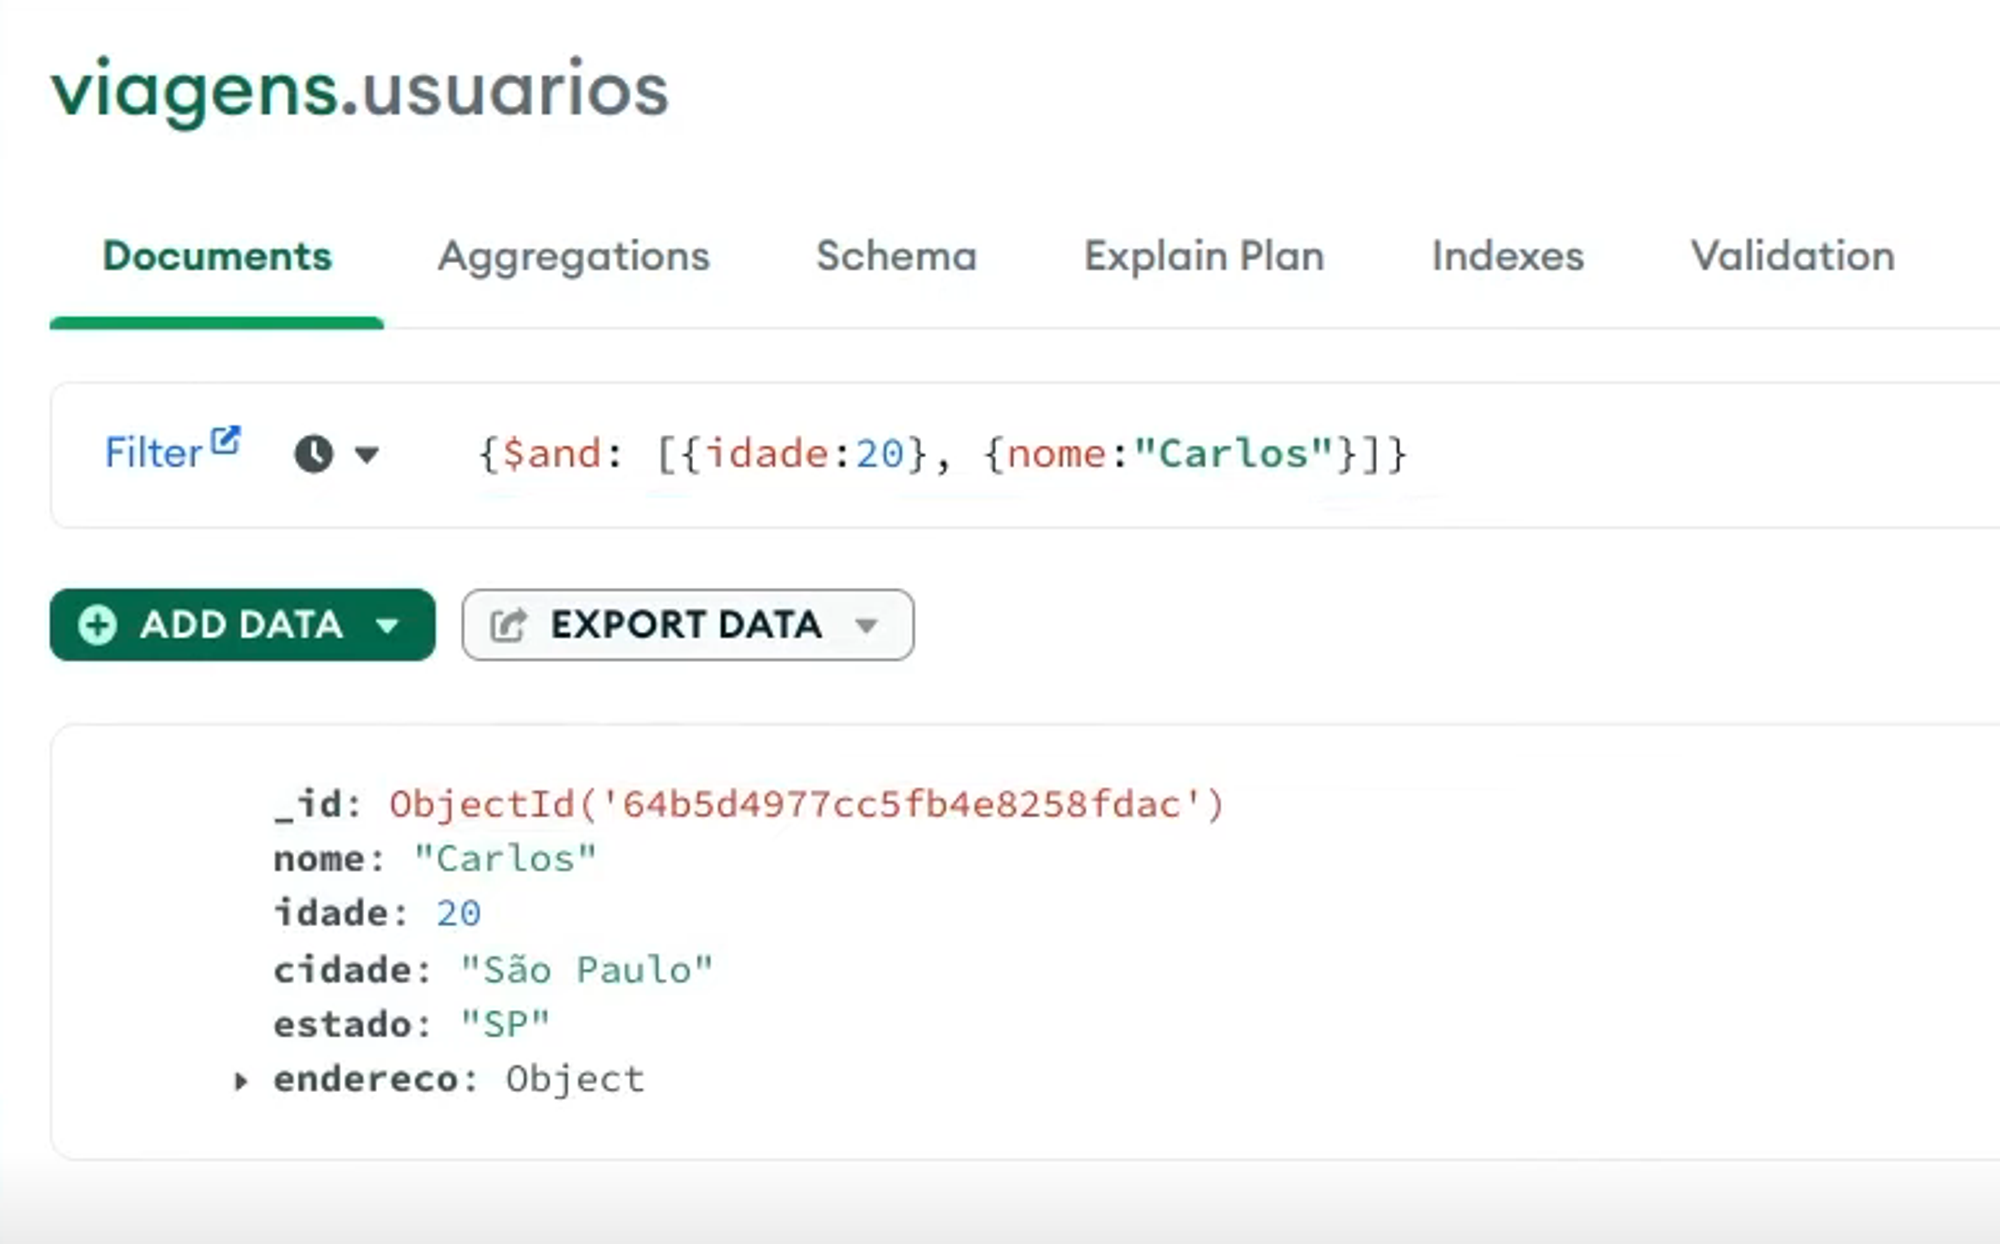 viagens.usuarios
Documents Aggregations Schema Explain Plan Indexes Validation
Filter {$and: [{idade:20}, {nome:"Carlos"}]}
ADD DATA EXPORT DATA
_id: ObjectId('64b5d4977cc5fb4e8258fdac')
nome: "Carlos"
idade: 20
cidade: "São Paulo"
estado: "SP"
endereco: Object